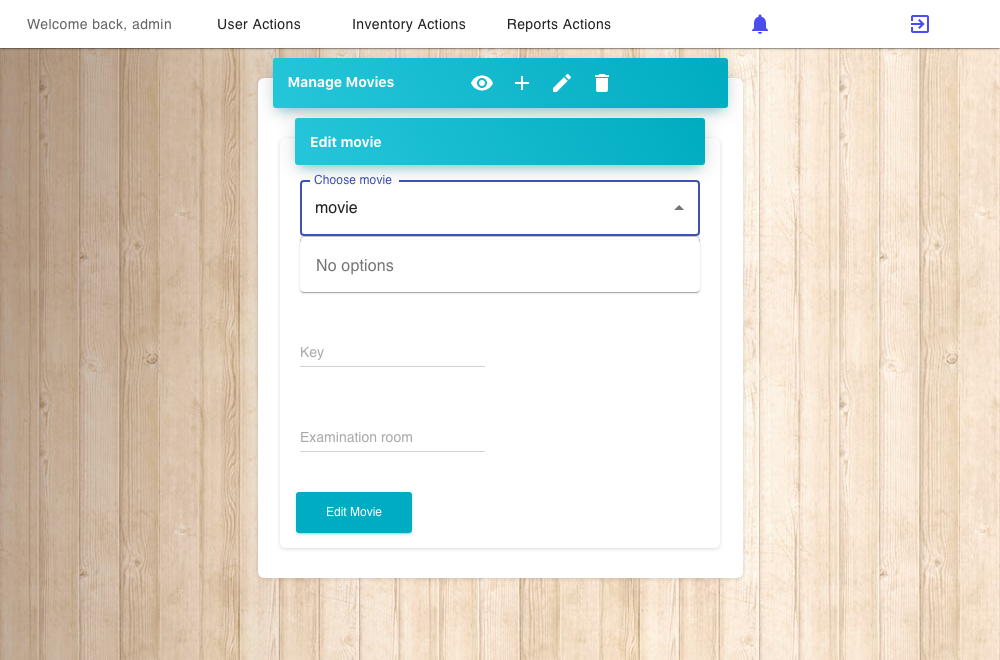 Welcome back, admin User Actions Inventory Actions Reports Actions
Manage Movies
Edit movie
Choose movie
movie
No options
Key
Examination room
Edit Movie